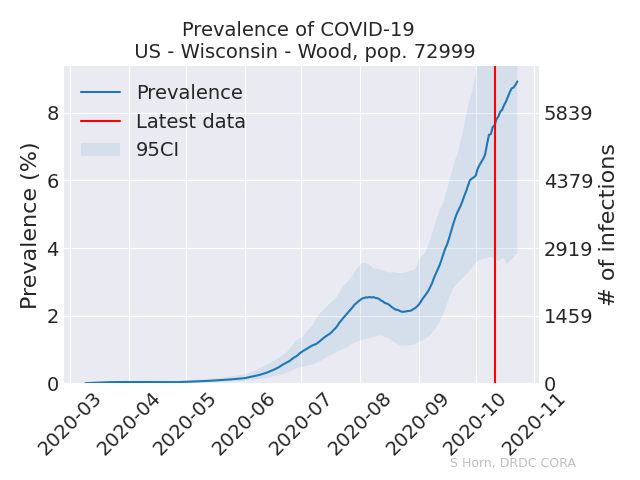 Prevalence of COVID-19
US - Wisconsin - Wood, pop. 72999
Prevalence
Latest data
95CI
Prevalence (%)
8
6
4
2
0
5839
4379
2919
1459
0
# of infections
2020-03
2020-04
2020-05
2020-06
2020-07
2020-08
2020-09
2020-10
2020-11
S Horn, DRDC CORA